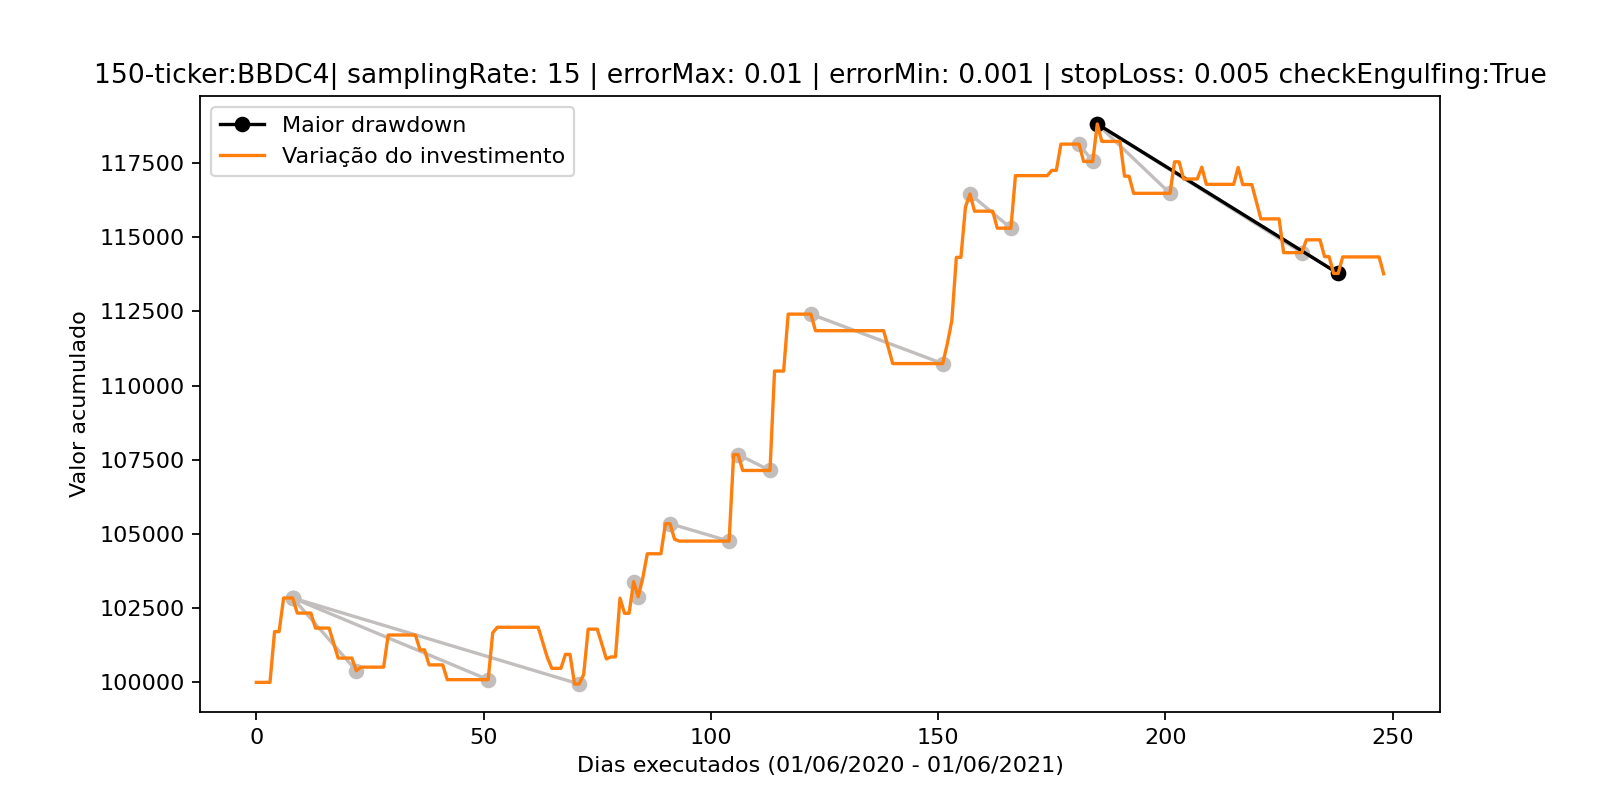 150-ticker:BBDC4| samplingRate: 15 | errorMax: 0.01 | errorMin: 0.001 | stopLoss: 0.005 checkEngulfing:True
Maior drawdown
Variação do investimento
Valor acumulado
117500
115000
112500
110000
107500
105000
102500
100000
0 50 100 150 200 250
Dias executados (01/06/2020 - 01/06/2021)